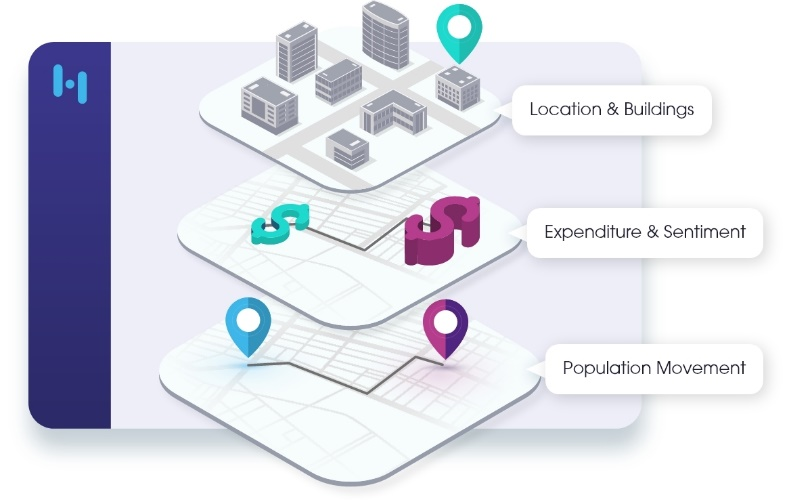 Location & Buildings
Expenditure & Sentiment
Population Movement